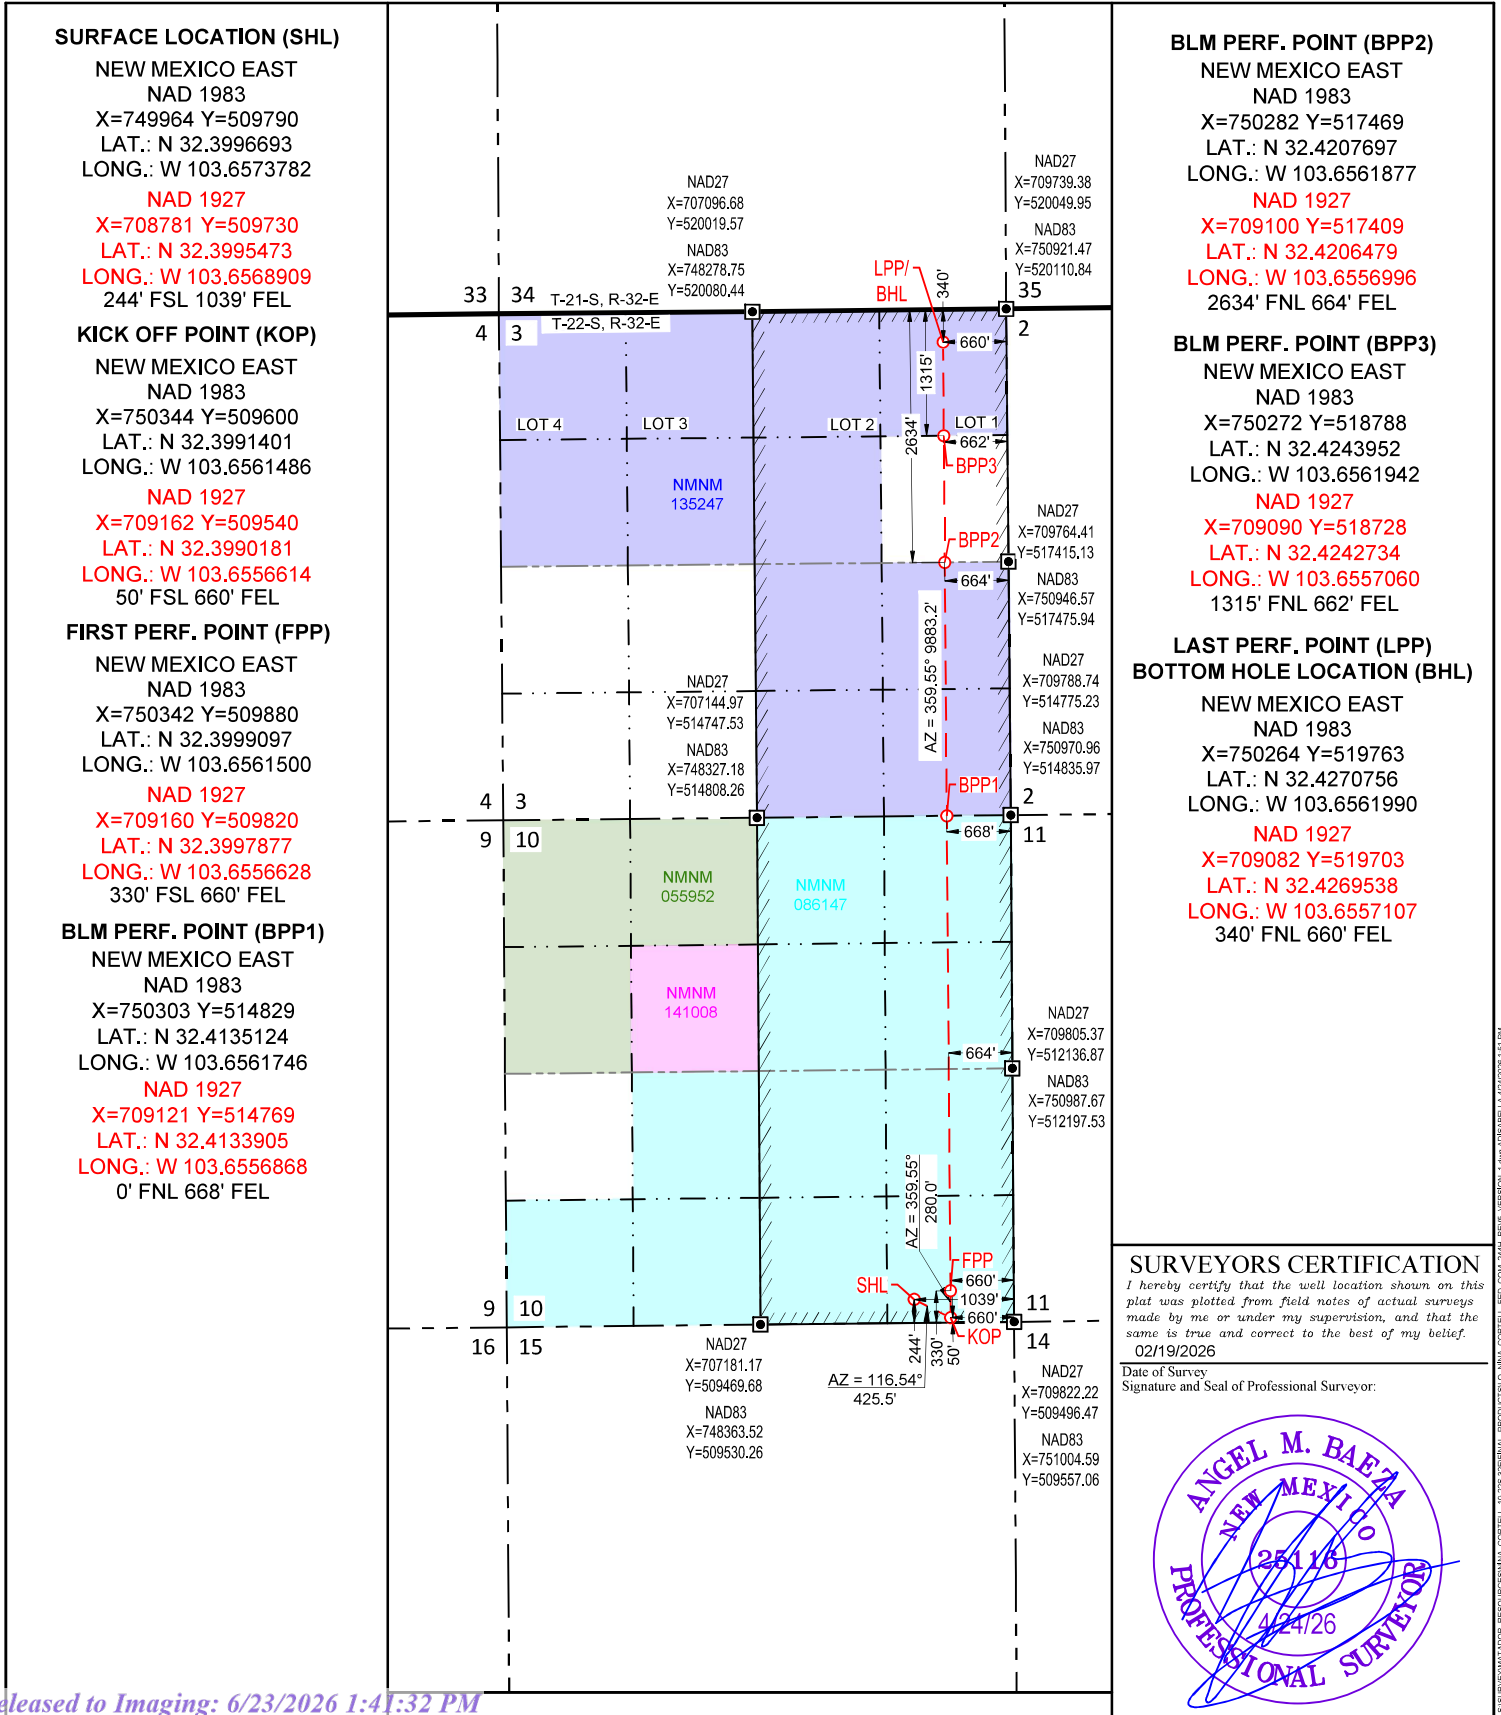 SURFACE LOCATION (SHL)
NEW MEXICO EAST
NAD 1983
X=749964 Y=509790
LAT.: N 32.3996693
LONG.: W 103.6573782
NAD 1927
X=708781 Y=509730
LAT.: N 32.3995473
LONG.: W 103.6568909
244' FSL 1039' FEL
KICK OFF POINT (KOP)
NEW MEXICO EAST
NAD 1983
X=750344 Y=509600
LAT.: N 32.3991401
LONG.: W 103.6561486
NAD 1927
X=709162 Y=509540
LAT.: N 32.3990181
LONG.: W 103.6556614
50' FSL 660' FEL
FIRST PERF. POINT (FPP)
NEW MEXICO EAST
NAD 1983
X=750342 Y=509880
LAT.: N 32.3999097
LONG.: W 103.6561500
NAD 1927
X=709160 Y=509820
LAT.: N 32.3997877
LONG.: W 103.6556628
330' FSL 660' FEL
BLM PERF. POINT (BPP1)
NEW MEXICO EAST
NAD 1983
X=750303 Y=514829
LAT.: N 32.4135124
LONG.: W 103.6561746
NAD 1927
X=709121 Y=514769
LAT.: N 32.4133905
LONG.: W 103.6556868
0' FNL 668' FEL
NAD27
X=707096.68
Y=520019.57
NAD83
X=748278.75
Y=520080.44
NAD27
X=709739.38
Y=520049.95
NAD83
X=750921.47
Y=520110.84
LPP/
BHL
340'
33 34
T-21-S, R-32-E
35
4 3
T-22-S, R-32-E
2
660'
1315'
2634'
LOT 4
LOT 3
LOT 2
LOT 1
662'
BPP3
NMNM
135247
BPP2
664'
NAD27
X=709764.41
Y=517415.13
NAD83
X=750946.57
Y=517475.94
AZ = 359.55° 9883.2'
NAD27
X=707144.97
Y=514747.53
NAD83
X=748327.18
Y=514808.26
NAD27
X=709788.74
Y=514775.23
NAD83
X=750970.96
Y=514835.97
BPP1
4 3
2
9 10
668'
11
NMNM
055952
NMNM
086147
NMNM
141008
664'
NAD27
X=709805.37
Y=512136.87
NAD83
X=750987.67
Y=512197.53
AZ = 359.55°
280.0'
FPP
SHL
660'
1039'
660'
KOP
9 10
11
16 15
14
244'
330'
50'
AZ = 116.54°
425.5'
NAD27
X=707181.17
Y=509469.68
NAD83
X=748363.52
Y=509530.26
NAD27
X=709822.22
Y=509496.47
NAD83
X=751004.59
Y=509557.06
BLM PERF. POINT (BPP2)
NEW MEXICO EAST
NAD 1983
X=750282 Y=517469
LAT.: N 32.4207697
LONG.: W 103.6561877
NAD 1927
X=709100 Y=517409
LAT.: N 32.4206479
LONG.: W 103.6556996
2634' FNL 664' FEL
BLM PERF. POINT (BPP3)
NEW MEXICO EAST
NAD 1983
X=750272 Y=518788
LAT.: N 32.4243952
LONG.: W 103.6561942
NAD 1927
X=709090 Y=518728
LAT.: N 32.4242734
LONG.: W 103.6557060
1315' FNL 662' FEL
LAST PERF. POINT (LPP)
BOTTOM HOLE LOCATION (BHL)
NEW MEXICO EAST
NAD 1983
X=750264 Y=519763
LAT.: N 32.4270756
LONG.: W 103.6561990
NAD 1927
X=709082 Y=519703
LAT.: N 32.4269538
LONG.: W 103.6557107
340' FNL 660' FEL
SURVEYORS CERTIFICATION
I hereby certify that the well location shown on this
plat was plotted from field notes of actual surveys
made by me or under my supervision, and that the
same is true and correct to the best of my belief.
02/19/2026
Date of Survey
Signature and Seal of Professional Surveyor:
ANGEL M. BAEZA
NEW MEXICO
25116
4/24/26
PROFESSIONAL SURVEYOR
eleased to Imaging: 6/23/2026 1:41:32 PM